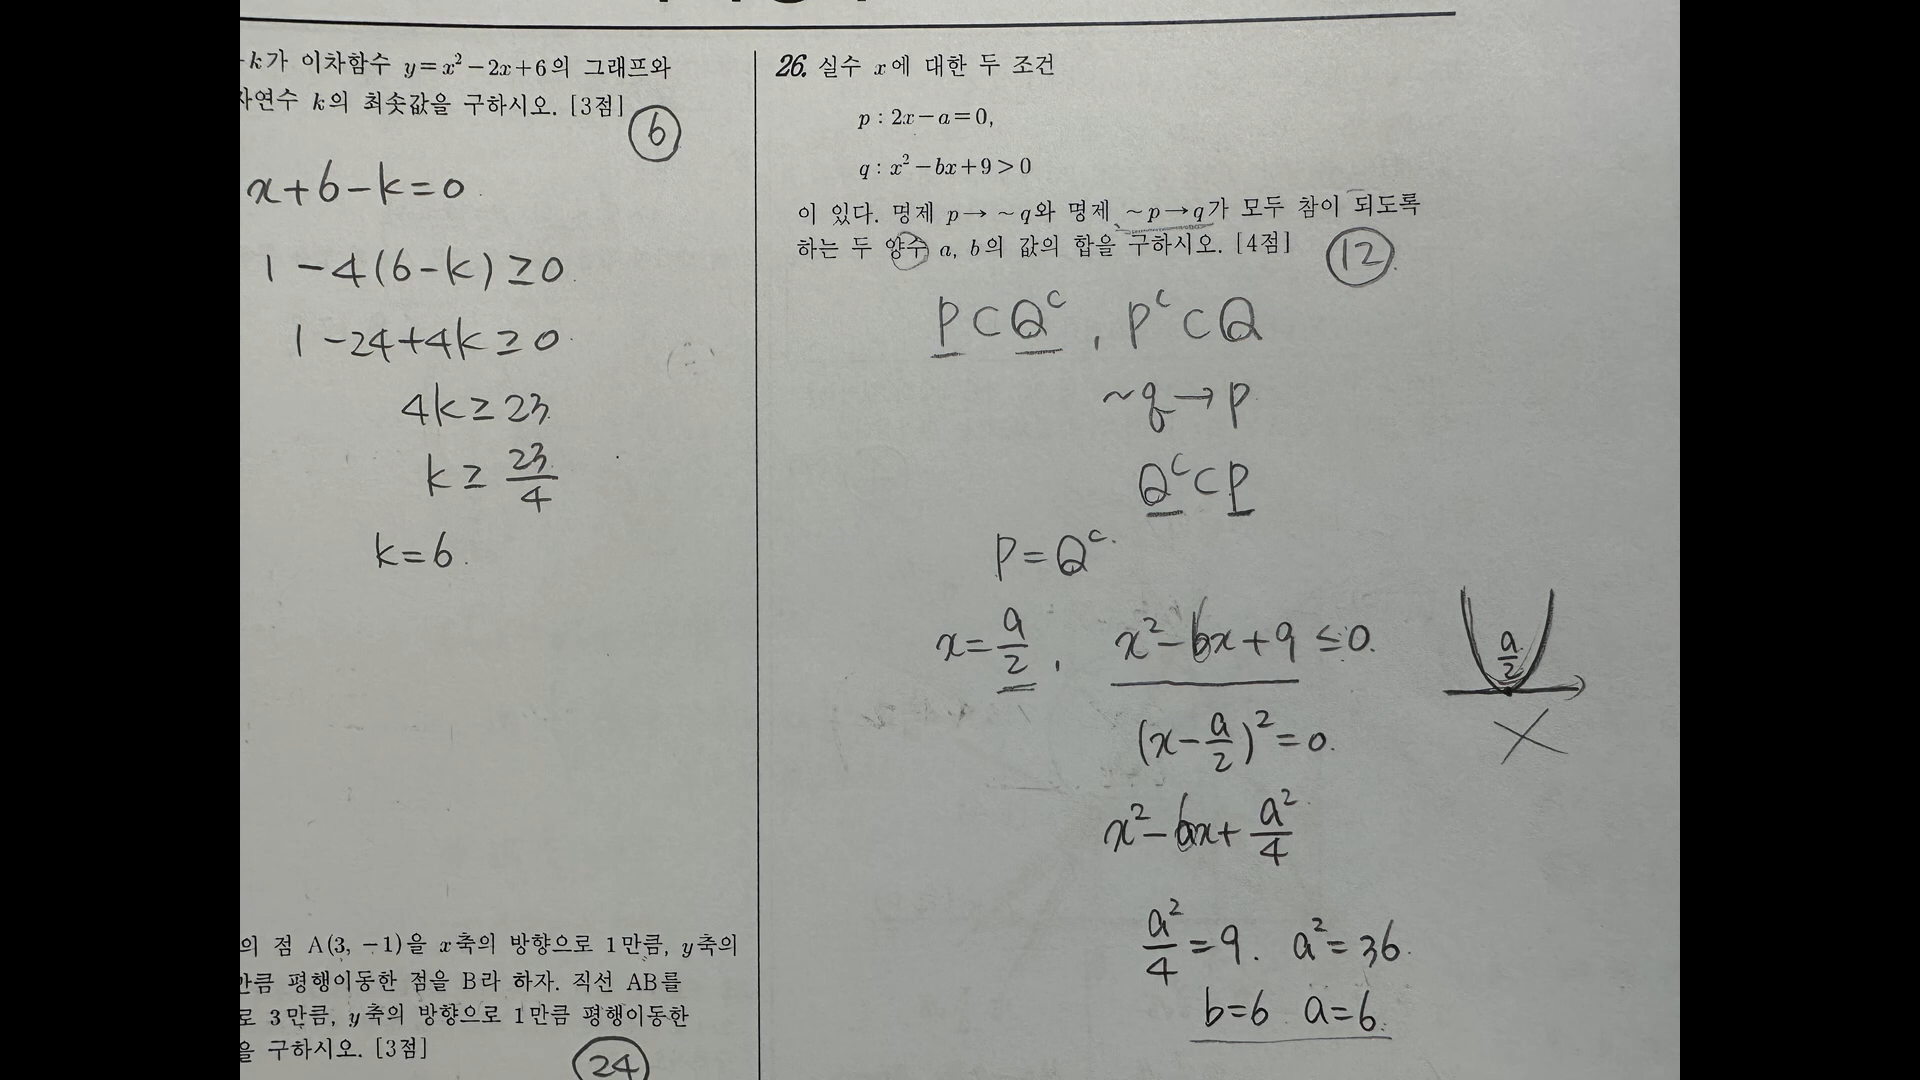 k가 이차함수 y=x²-2x+6의 그래프와
자연수 k의 최솟값을 구하시오. [3점]
6
x+6-k=0
1-4(6-k)≥0
1-24+4k≥0
4k≥23
k≥23/4
k=6.
의 점 A(3, -1)을 x축의 방향으로 1만큼, y축의
만큼 평행이동한 점을 B라 하자. 직선 AB를
로 3만큼, y축의 방향으로 1만큼 평행이동한
을 구하시오. [3점]
24
26. 실수 x에 대한 두 조건
p : 2x-a=0,
q : x²-bx+9>0
이 있다. 명제 p→ ~q와 명제 ~p→q가 모두 참이 되도록
하는 두 양수 a, b의 값의 합을 구하시오. [4점]
12
P⊂Q^c, P^c⊂Q
~q→p
Q^c⊂P
P=Q^c.
x=a/2, x²-bx+9≤0.
a/2
(x-a/2)²=0.
x²-ax+a²/4
a²/4=9. a²=36.
b=6 a=6.